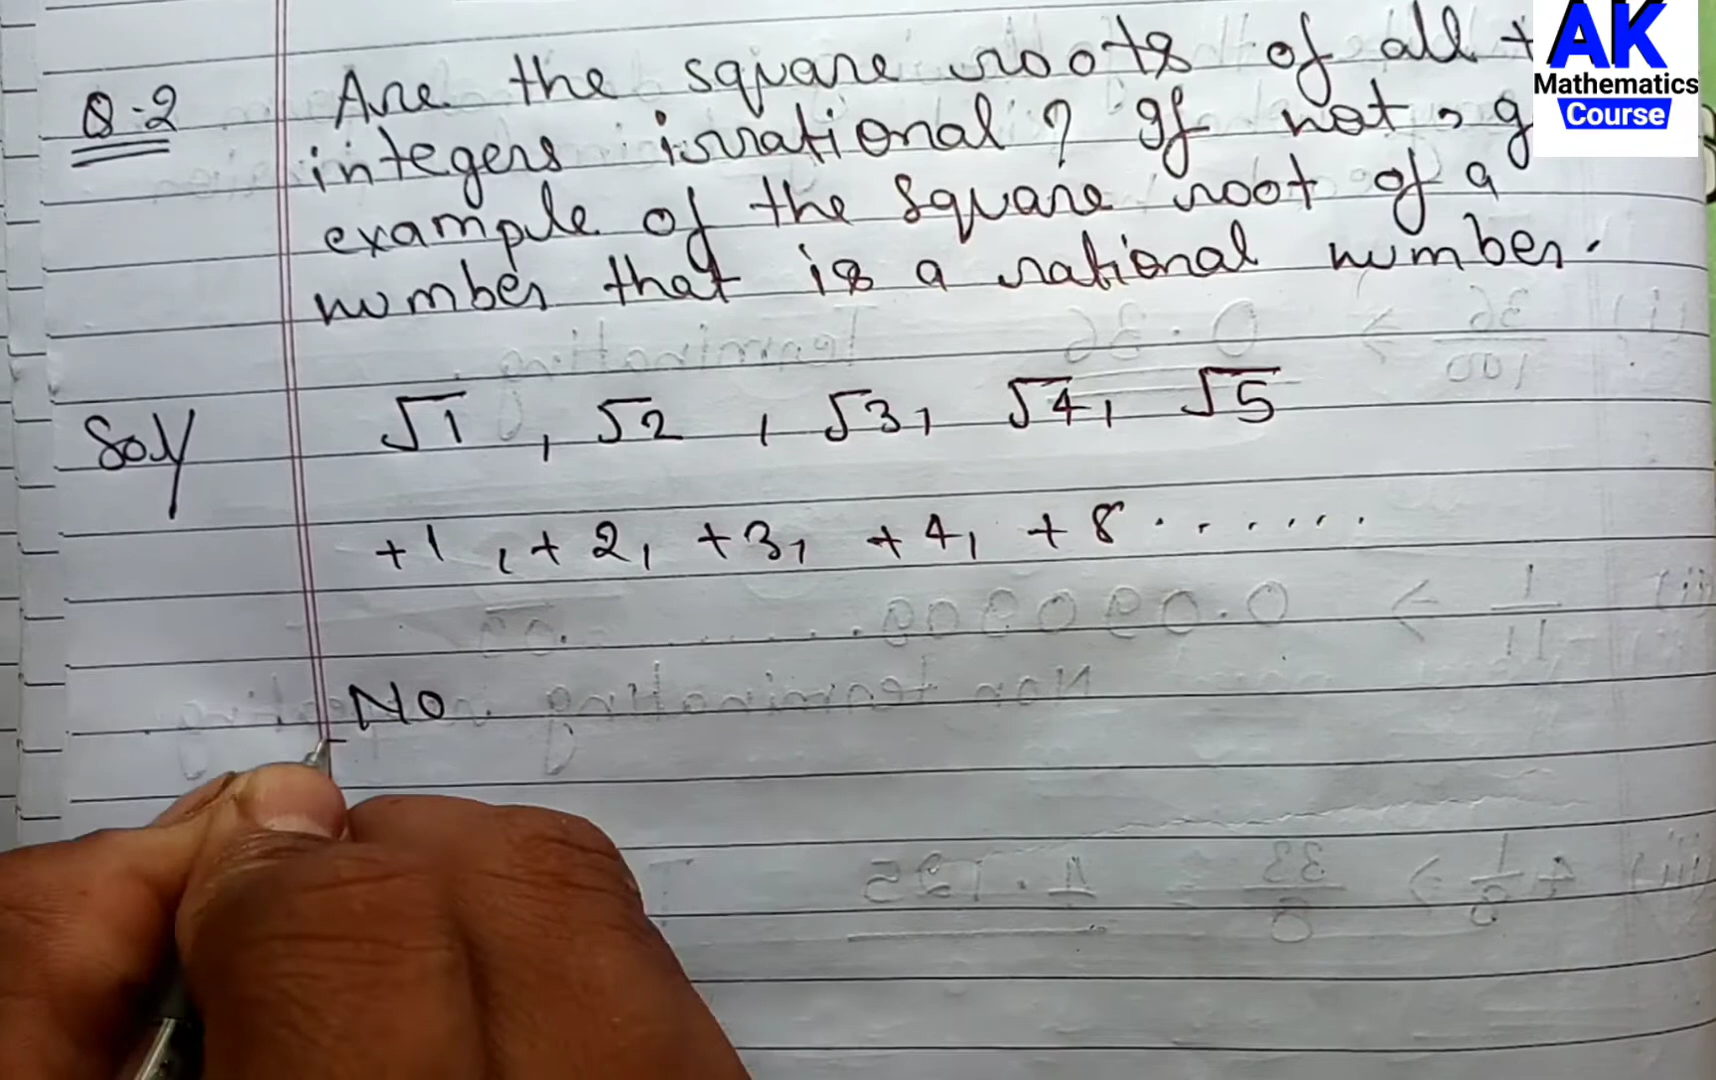 Q.2 Are the square roots of all +
integers irrational? If not, g
example of the square root of a
number that is a rational number.
Sol/ √1, √2, √3, √4, √5
+1, +2, +3, +4, +8.......
No
AK
Mathematics
Course